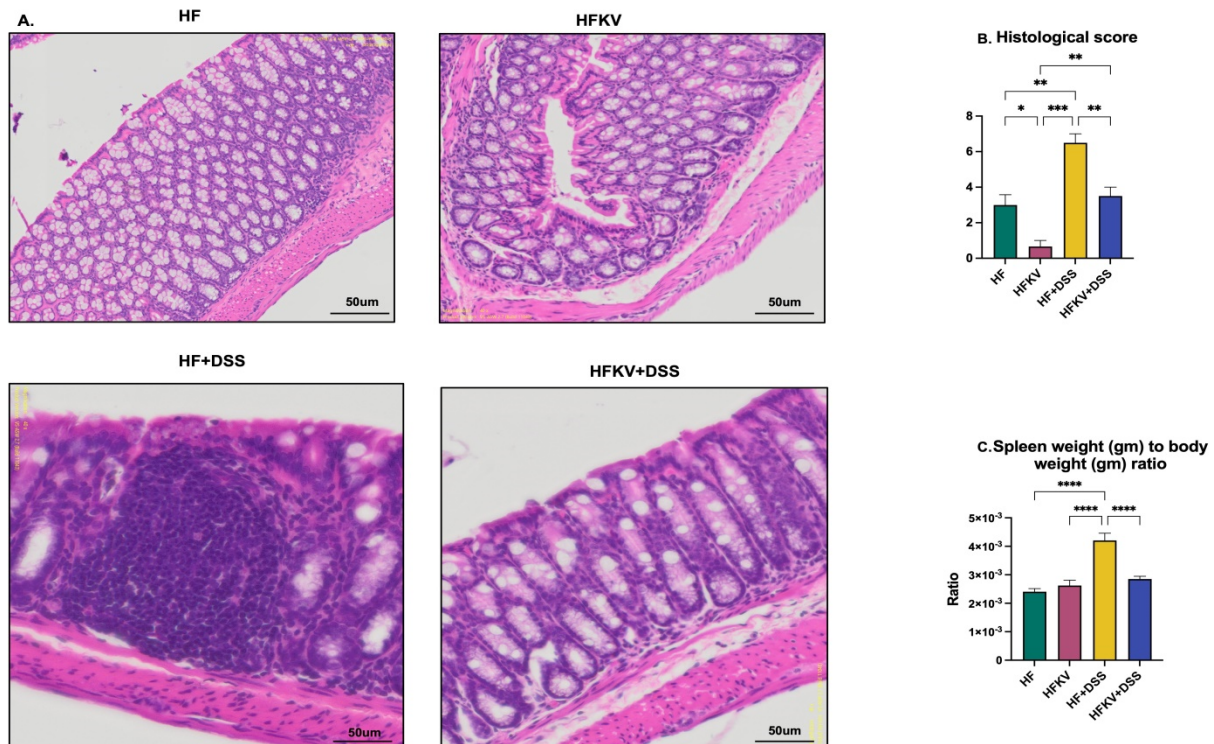 A.
HF
HFKV
50um
50um
HF+DSS
HFKV+DSS
50um
50um
B. Histological score
**
**
* *** **
8
6
4
2
0
HF
HFKV
HF+DSS
HFKV+DSS
C.Spleen weight (gm) to body
weight (gm) ratio
****
**** ****
5×10⁻³
4×10⁻³
3×10⁻³
2×10⁻³
1×10⁻³
0
Ratio
HF
HFKV
HF+DSS
HFKV+DSS